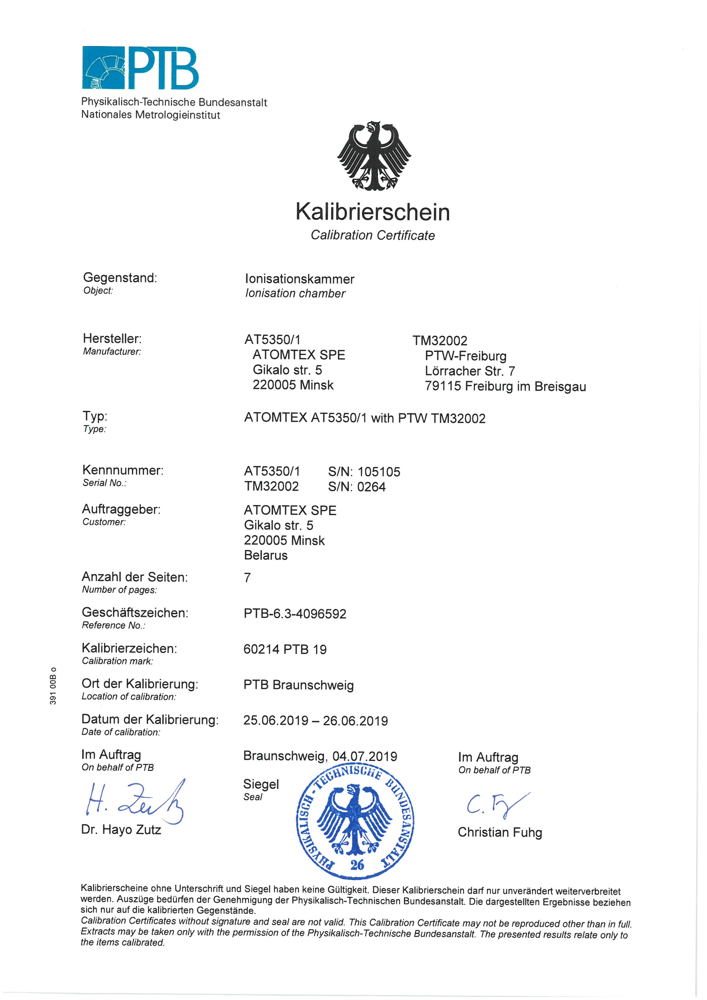 PTB
Physikalisch-Technische Bundesanstalt
Nationales Metrologieinstitut
Kalibrierschein
Calibration Certificate
Gegenstand: Ionisationskammer
Object: Ionisation chamber
Hersteller: AT5350/1 TM32002
Manufacturer: ATOMTEX SPE PTW-Freiburg
Gikalo str. 5 Lörracher Str. 7
220005 Minsk 79115 Freiburg im Breisgau
Typ: ATOMTEX AT5350/1 with PTW TM32002
Type:
Kennnummer: AT5350/1 S/N: 105105
Serial No.: TM32002 S/N: 0264
Auftraggeber: ATOMTEX SPE
Customer: Gikalo str. 5
220005 Minsk
Belarus
Anzahl der Seiten: 7
Number of pages:
Geschäftszeichen: PTB-6.3-4096592
Reference No.:
Kalibrierzeichen: 60214 PTB 19
Calibration mark:
391 00B o
Ort der Kalibrierung: PTB Braunschweig
Location of calibration:
Datum der Kalibrierung: 25.06.2019 – 26.06.2019
Date of calibration:
Im Auftrag Braunschweig, 04.07.2019 Im Auftrag
On behalf of PTB On behalf of PTB
Siegel
Seal
PHYSIKALISCH-TECHNISCHE BUNDESANSTALT
26
H. Zutz C. Fg
Dr. Hayo Zutz Christian Fuhg
Kalibrierscheine ohne Unterschrift und Siegel haben keine Gültigkeit. Dieser Kalibrierschein darf nur unverändert weiterverbreitet
werden. Auszüge bedürfen der Genehmigung der Physikalisch-Technischen Bundesanstalt. Die dargestellten Ergebnisse beziehen
sich nur auf die kalibrierten Gegenstände.
Calibration Certificates without signature and seal are not valid. This Calibration Certificate may not be reproduced other than in full.
Extracts may be taken only with the permission of the Physikalisch-Technische Bundesanstalt. The presented results relate only to
the items calibrated.